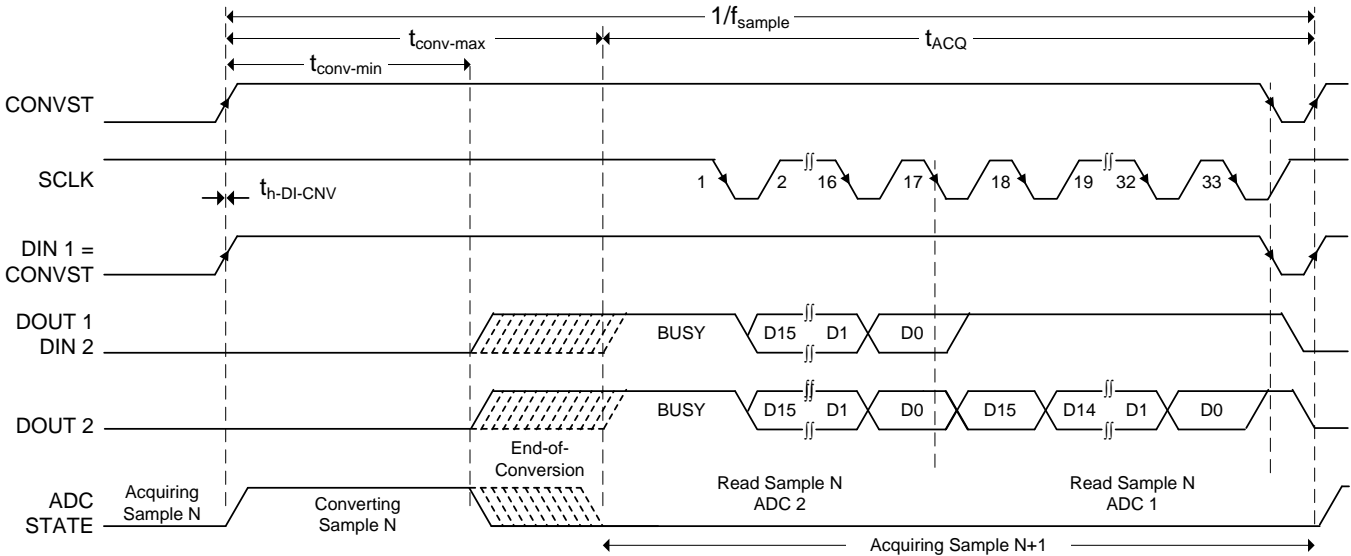 1/fsample
tconv-max
tACQ
tconv-min
CONVST
SCLK
1 2 16 17 18 19 32 33
th-DI-CNV
DIN 1 =
CONVST
DOUT 1
DIN 2
BUSY D15 D1 D0
DOUT 2
BUSY D15 D1 D0 D15 D14 D1 D0
End-of-
Conversion
ADC
STATE
Acquiring
Sample N
Converting
Sample N
Read Sample N
ADC 2
Read Sample N
ADC 1
Acquiring Sample N+1